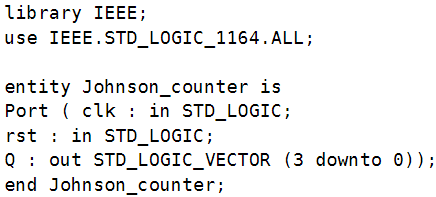 library IEEE;
use IEEE.STD_LOGIC_1164.ALL;
entity Johnson_counter is
Port ( clk : in STD_LOGIC;
rst : in STD_LOGIC;
Q : out STD_LOGIC_VECTOR (3 downto 0));
end Johnson_counter;